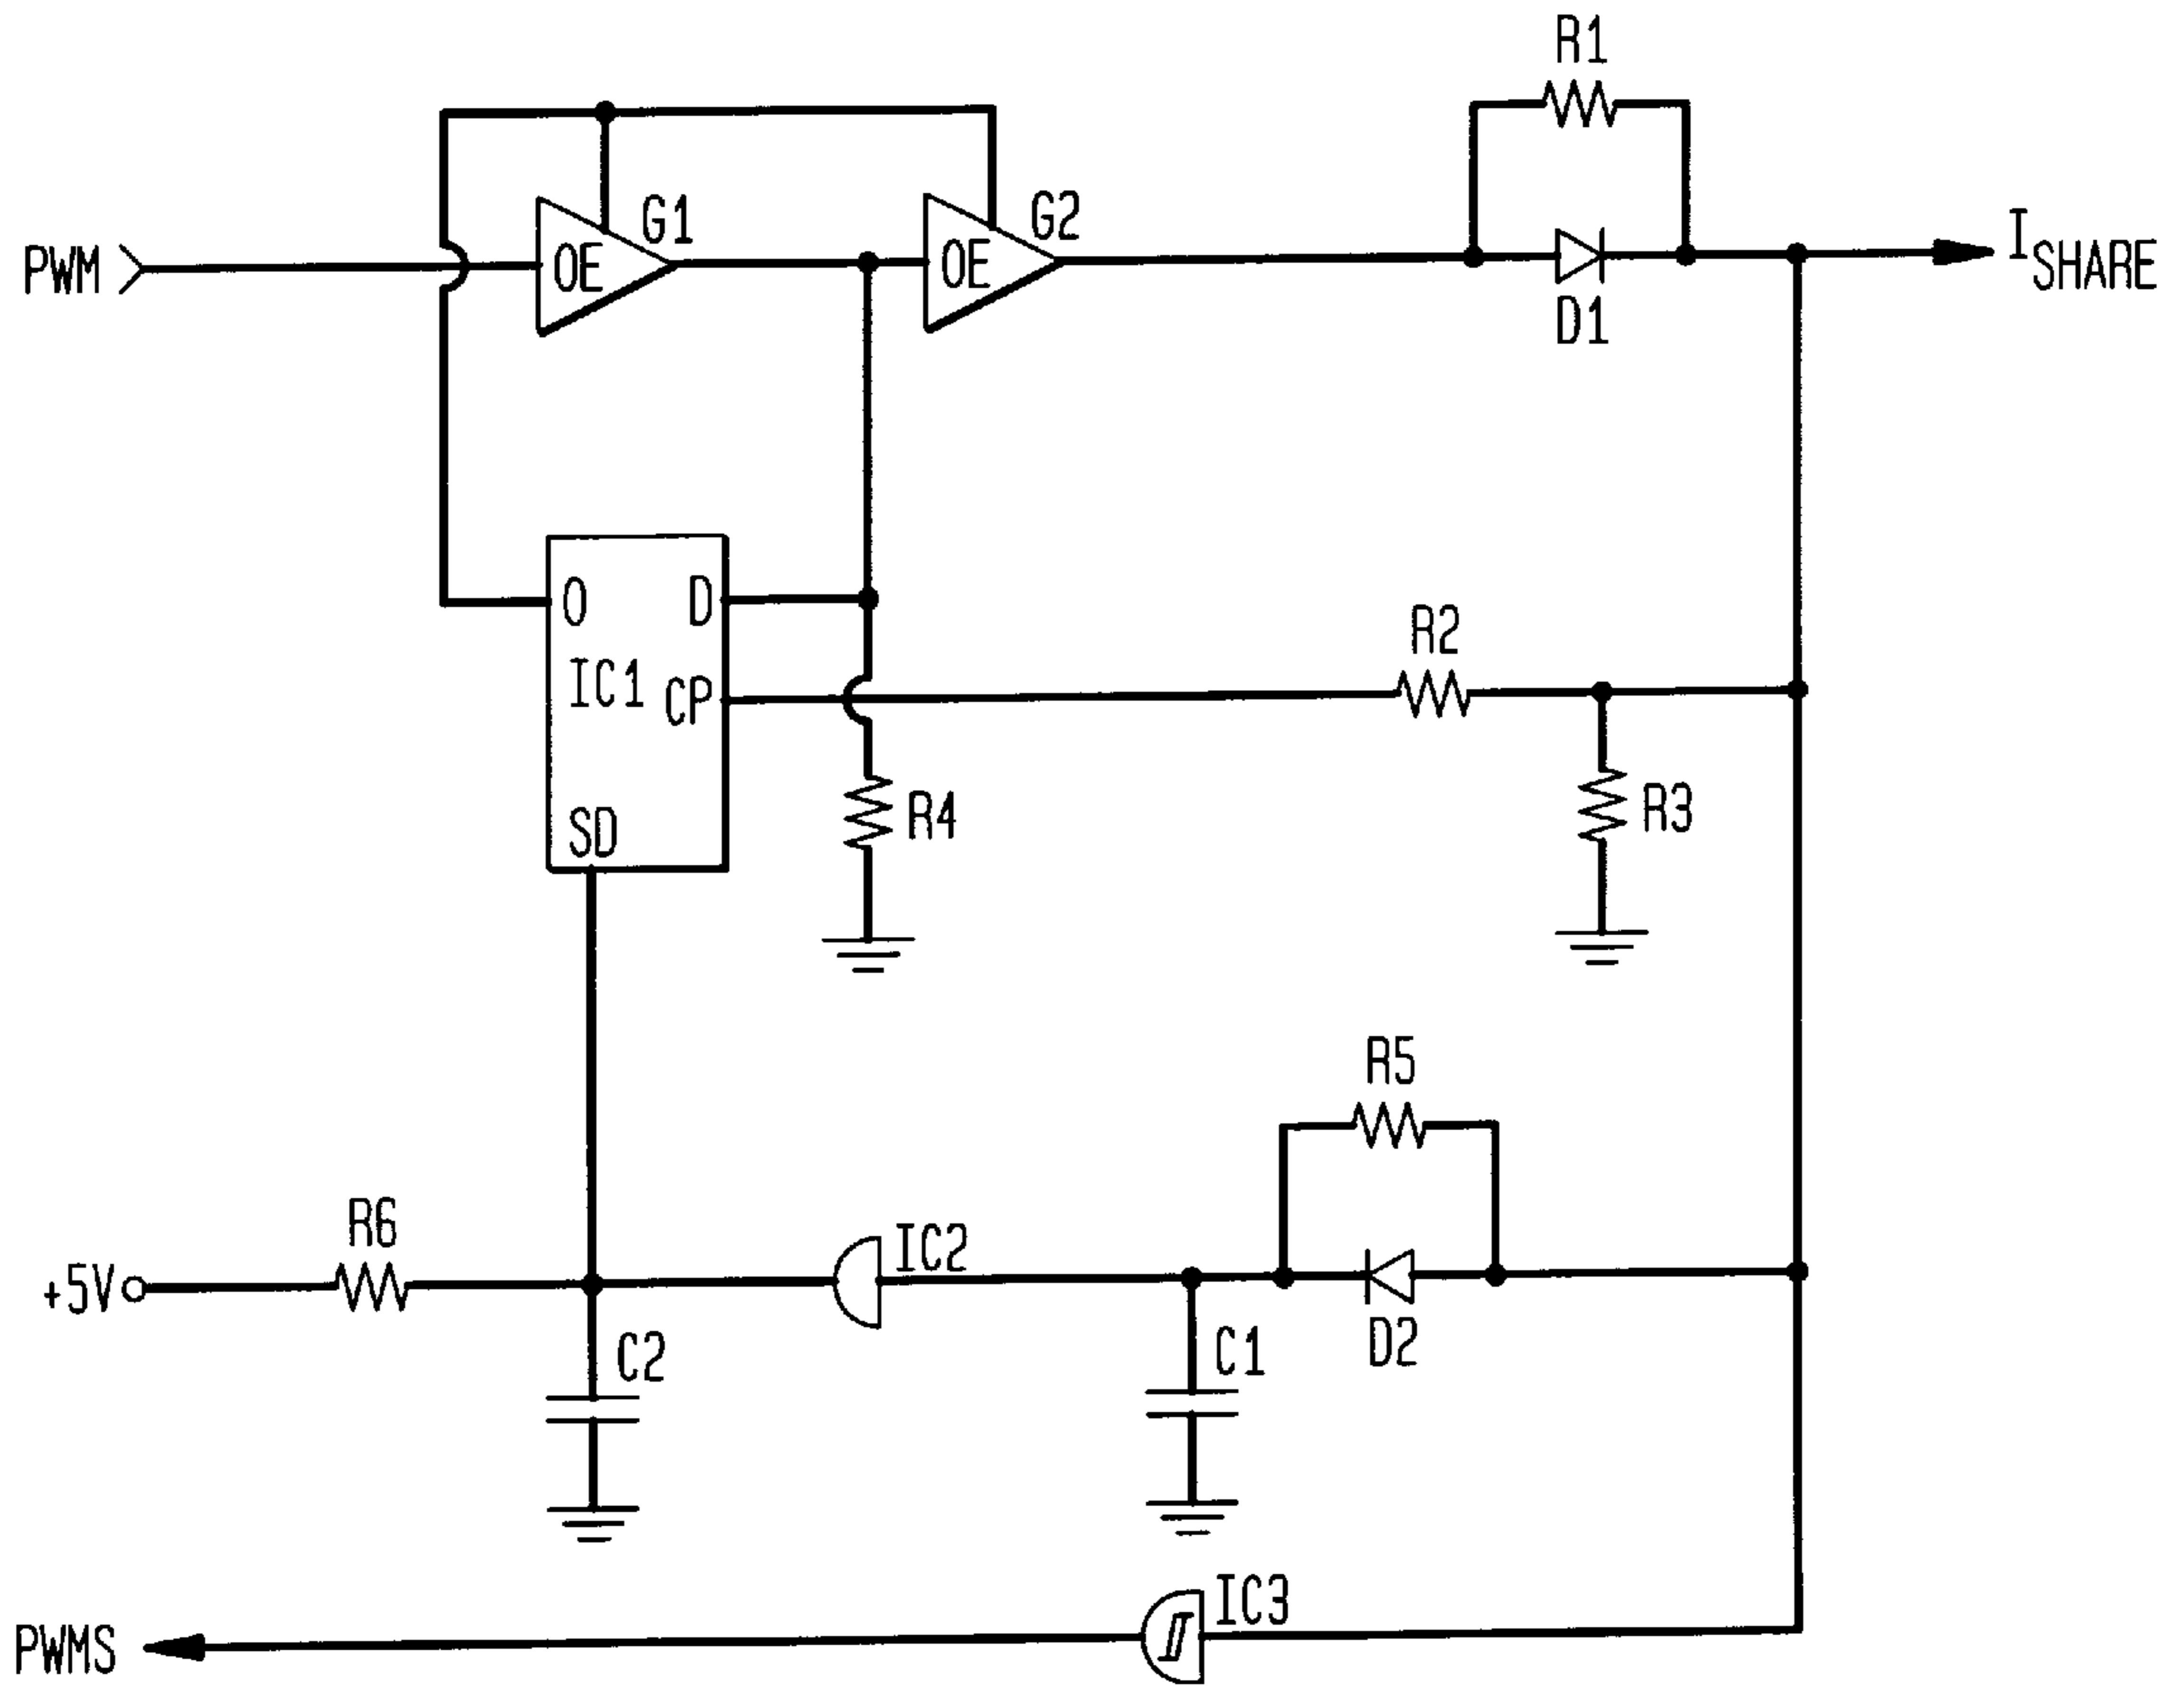 R1
G1
G2
PWM
OE
OE
I SHARE
D1
O
D
R2
IC1
CP
R4
R3
SD
R5
R6
IC2
+5V
C2
C1
D2
IC3
PWMS